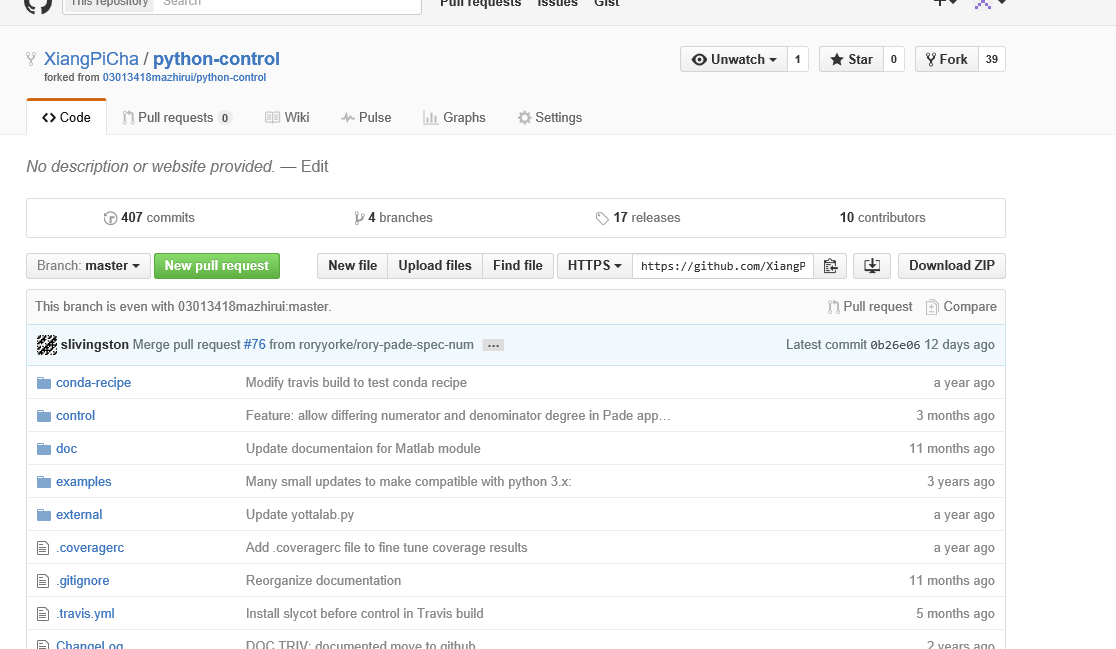 This repository Search Pull requests Issues Gist
XiangPiCha / python-control Unwatch 1 Star 0 Fork 39
forked from 03013418mazhirui/python-control
Code Pull requests 0 Wiki Pulse Graphs Settings
No description or website provided. — Edit
407 commits 4 branches 17 releases 10 contributors
Branch: master New pull request New file Upload files Find file HTTPS https://github.com/XiangP Download ZIP
This branch is even with 03013418mazhirui:master. Pull request Compare
slivingston Merge pull request #76 from roryyorke/rory-pade-spec-num ... Latest commit 0b26e06 12 days ago
conda-recipe Modify travis build to test conda recipe a year ago
control Feature: allow differing numerator and denominator degree in Pade app… 3 months ago
doc Update documentaion for Matlab module 11 months ago
examples Many small updates to make compatible with python 3.x: 3 years ago
external Update yottalab.py a year ago
.coveragerc Add .coveragerc file to fine tune coverage results a year ago
.gitignore Reorganize documentation 11 months ago
.travis.yml Install slycot before control in Travis build 5 months ago
ChangeLog DOC TRIV: documented move to github 2 years ago